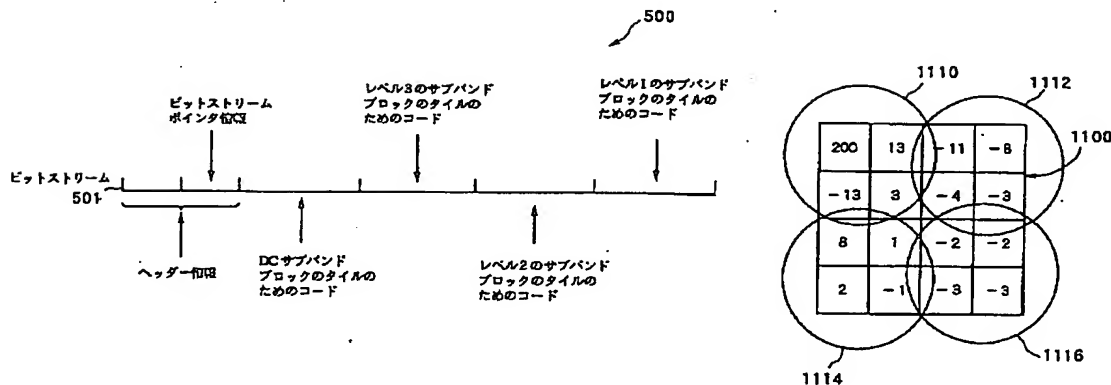 500
レベル3のサブバンド
ブロックのタイルの
ためのコード
レベル1のサブバンド
ブロックのタイルの
ためのコード
ビットストリーム
ポインタ位置
ビットストリーム
501
ヘッダー位置
DCサブバンド
ブロックのタイルの
ためのコード
レベル2のサブバンド
ブロックのタイルの
ためのコード
1110
1112
1100
200 13 -11 -8
-13 3 -4 -3
8 1 -2 -2
2 -1 -3 -3
1114
1116